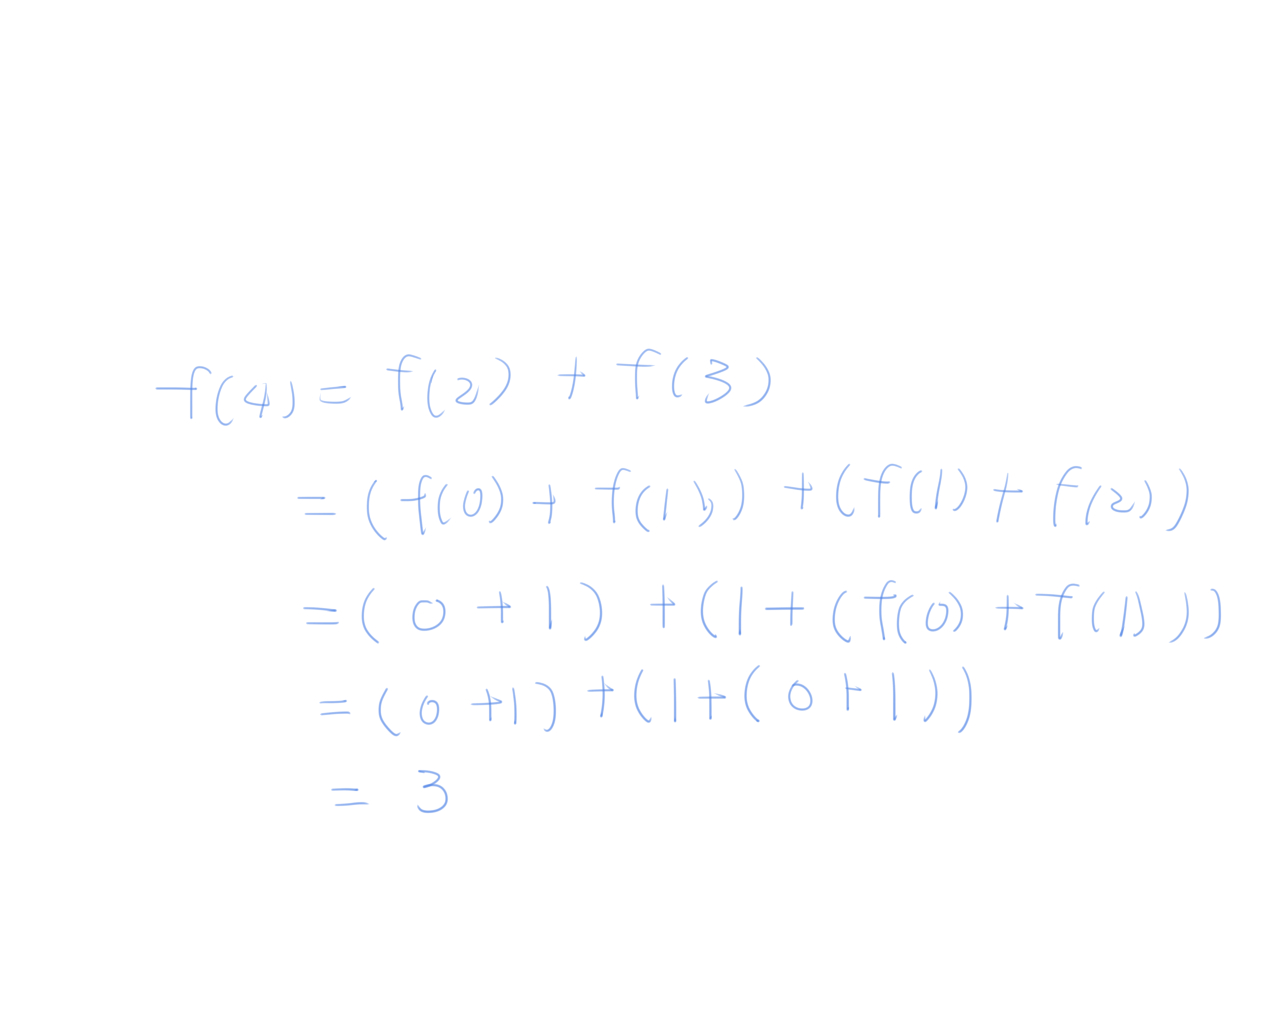 f(4) = f(2) + f(3)
= (f(0) + f(1)) + (f(1) + f(2))
= (0 + 1) + (1 + (f(0) + f(1)))
= (0 + 1) + (1 + (0 + 1))
= 3